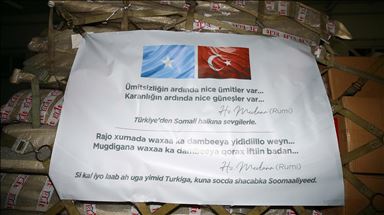 Ümitsizliğin ardında nice ümitler var...
Karanlığın ardında nice güneşler var...
Hz. Mevlana (Rumi)
Türkiye'den Somali halkına sevgilerle.
Rajo xumada waxaa ka dambeeya yididiillo weyn...
Mugdigana waxaa ka dambeeya qorax iftiin badan...
Hz. Mevlana (Rumi)
Si kal iyo laab ah uga yimid Turkiga, kuna socda shacabka Soomaaliyeed.